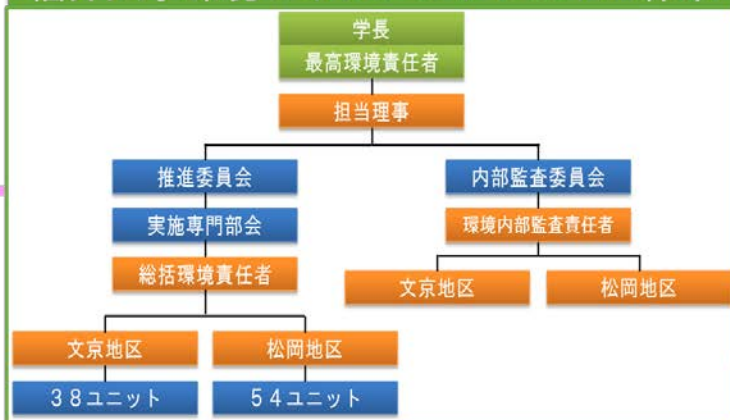 学長
最高環境責任者
担当理事
推進委員会
内部監査委員会
実施専門部会
環境内部監査責任者
総括環境責任者
文京地区
松岡地区
文京地区
松岡地区
38ユニット
54ユニット